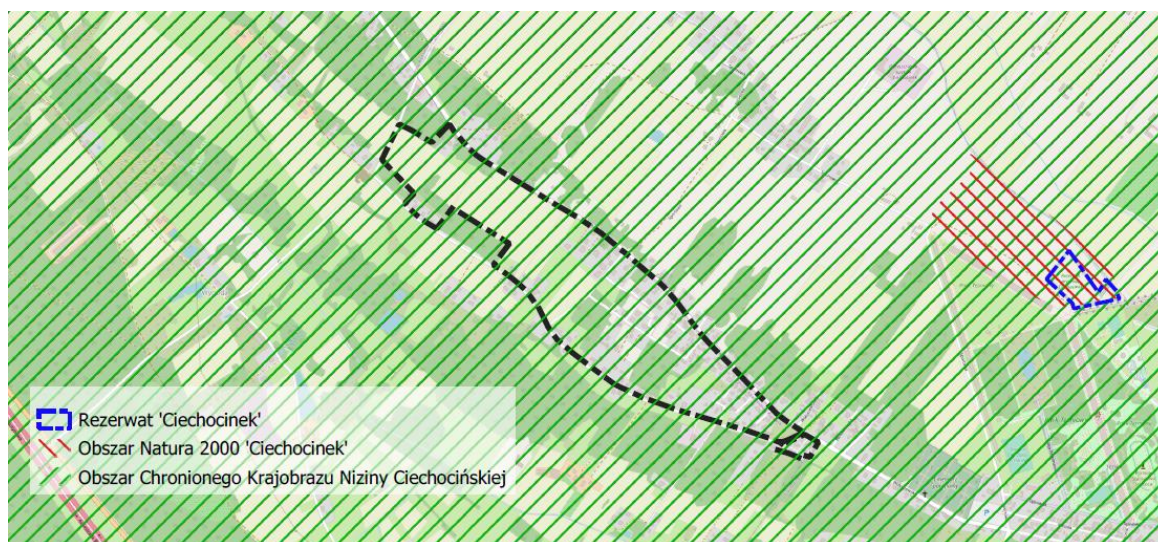 Rezerwat 'Ciechocinek'
Obszar Natura 2000 'Ciechocinek'
Obszar Chronionego Krajobrazu Niziny Ciechocińskiej